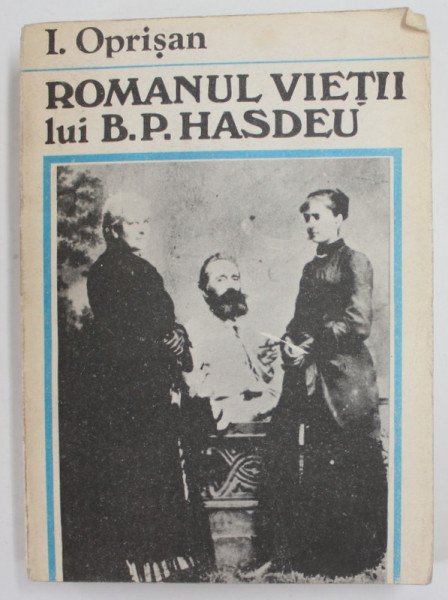 I. Oprișan
ROMANUL VIEȚII
lui B.P. HASDEU